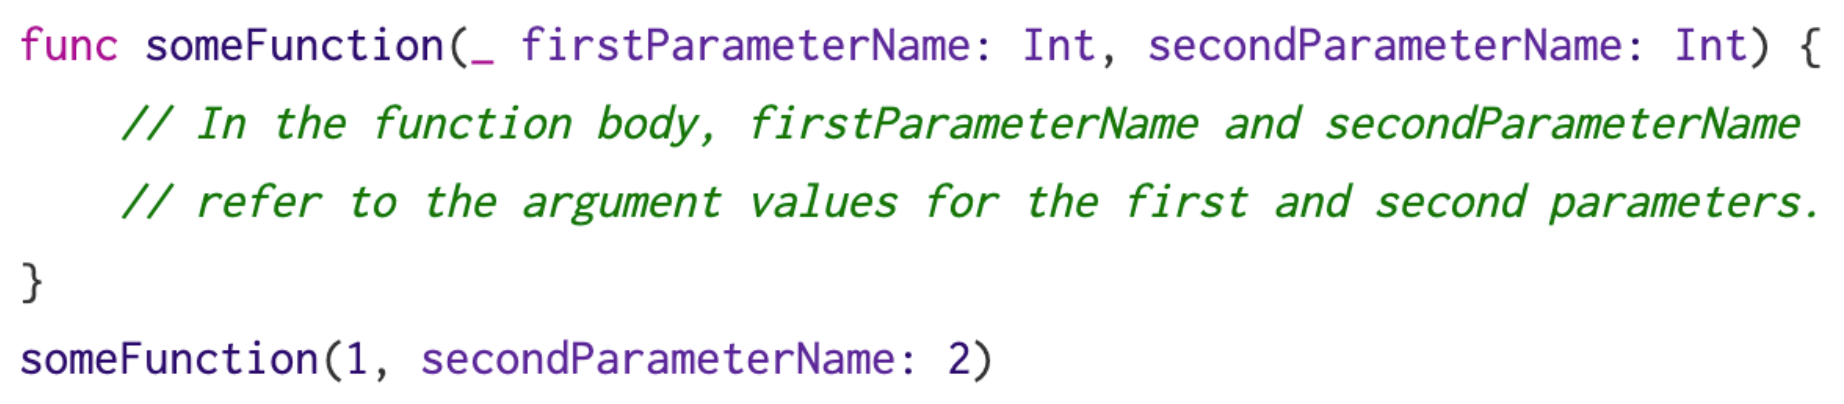 func someFunction(_ firstParameterName: Int, secondParameterName: Int) {
    // In the function body, firstParameterName and secondParameterName
    // refer to the argument values for the first and second parameters.
}
someFunction(1, secondParameterName: 2)